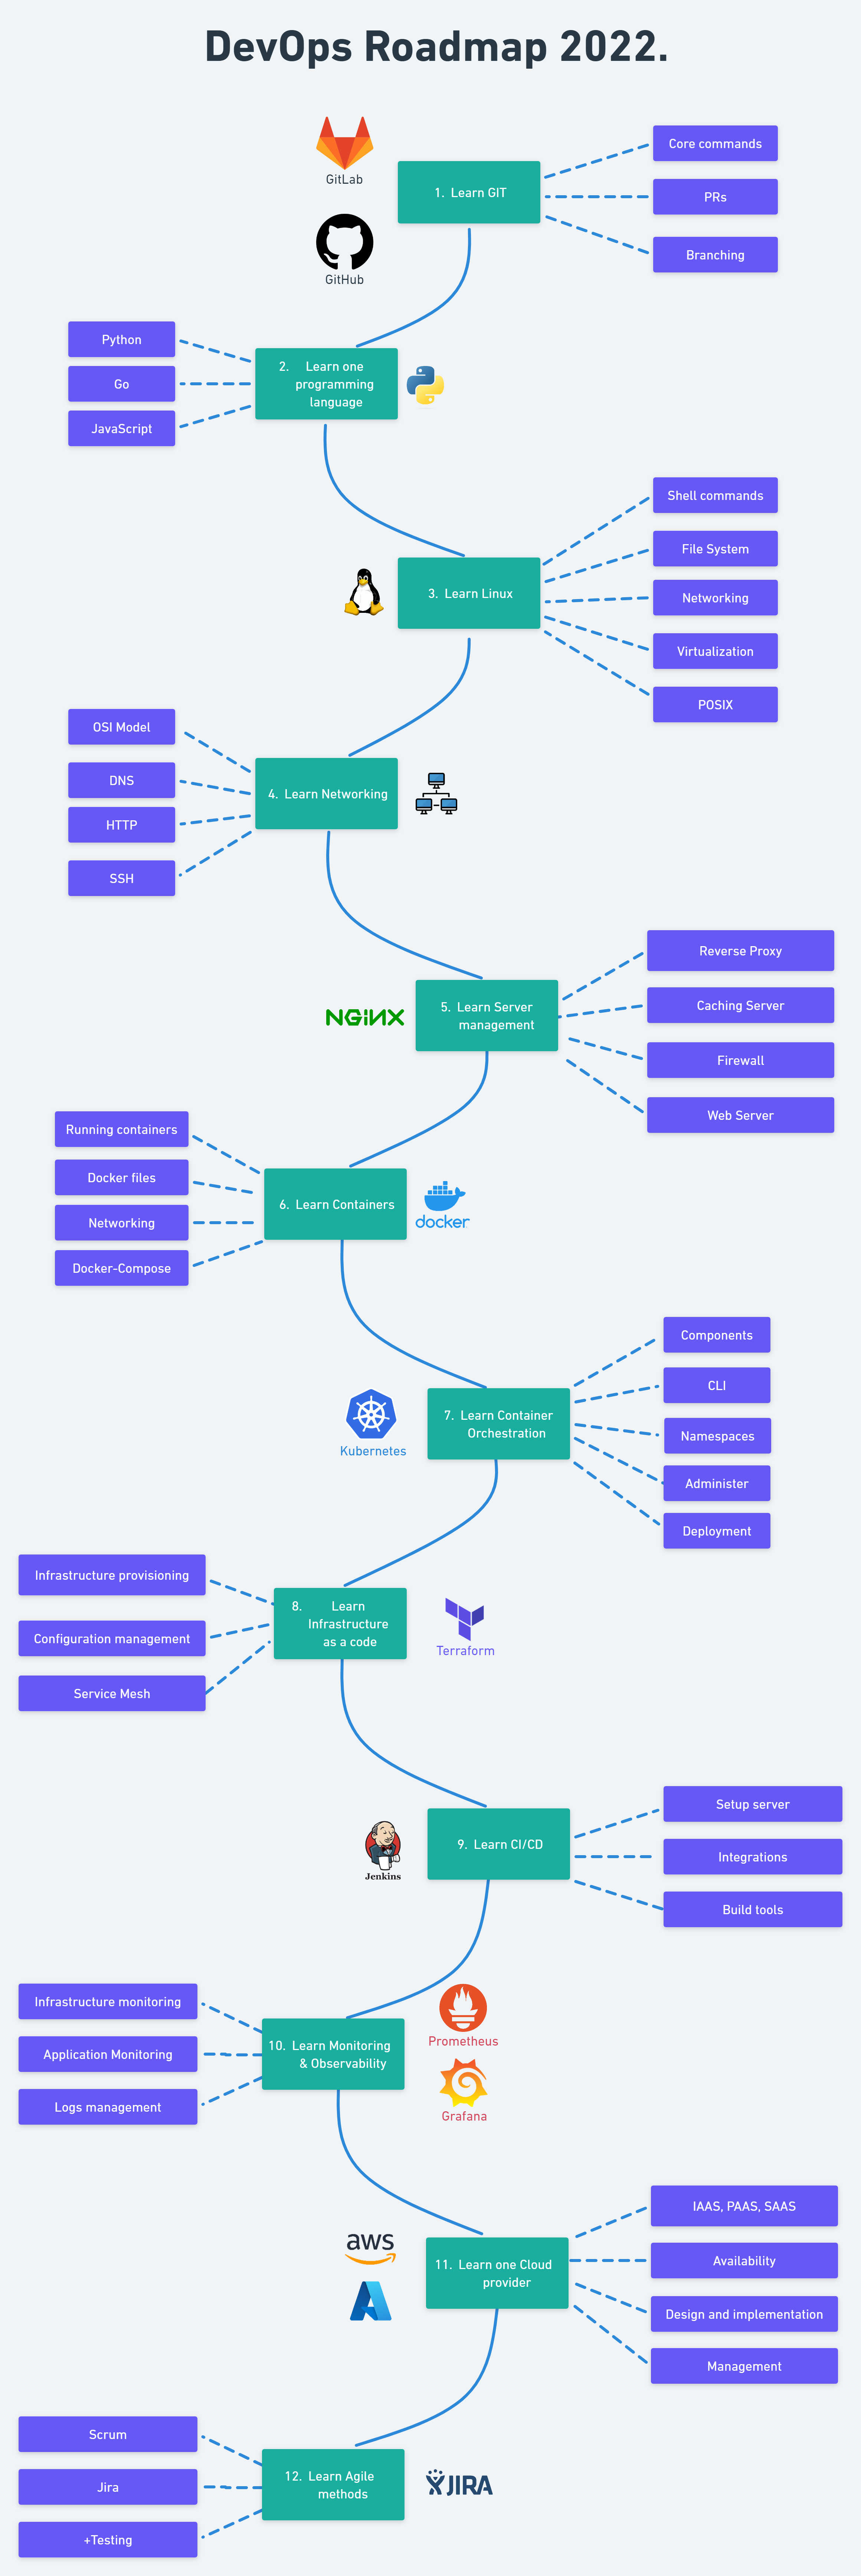 DevOps Roadmap 2022.
GitLab
GitHub
1. Learn GIT
Core commands
PRs
Branching
Python
Go
JavaScript
2. Learn one
programming
language
3. Learn Linux
Shell commands
File System
Networking
Virtualization
POSIX
OSI Model
DNS
HTTP
SSH
4. Learn Networking
NGiNX
5. Learn Server
management
Reverse Proxy
Caching Server
Firewall
Web Server
Running containers
Docker files
Networking
Docker-Compose
6. Learn Containers
docker
Kubernetes
7. Learn Container
Orchestration
Components
CLI
Namespaces
Administer
Deployment
Infrastructure provisioning
Configuration management
Service Mesh
8. Learn
Infrastructure
as a code
Terraform
Jenkins
9. Learn CI/CD
Setup server
Integrations
Build tools
Infrastructure monitoring
Application Monitoring
Logs management
10. Learn Monitoring
& Observability
Prometheus
Grafana
aws
11. Learn one Cloud
provider
IAAS, PAAS, SAAS
Availability
Design and implementation
Management
Scrum
Jira
+Testing
12. Learn Agile
methods
JIRA